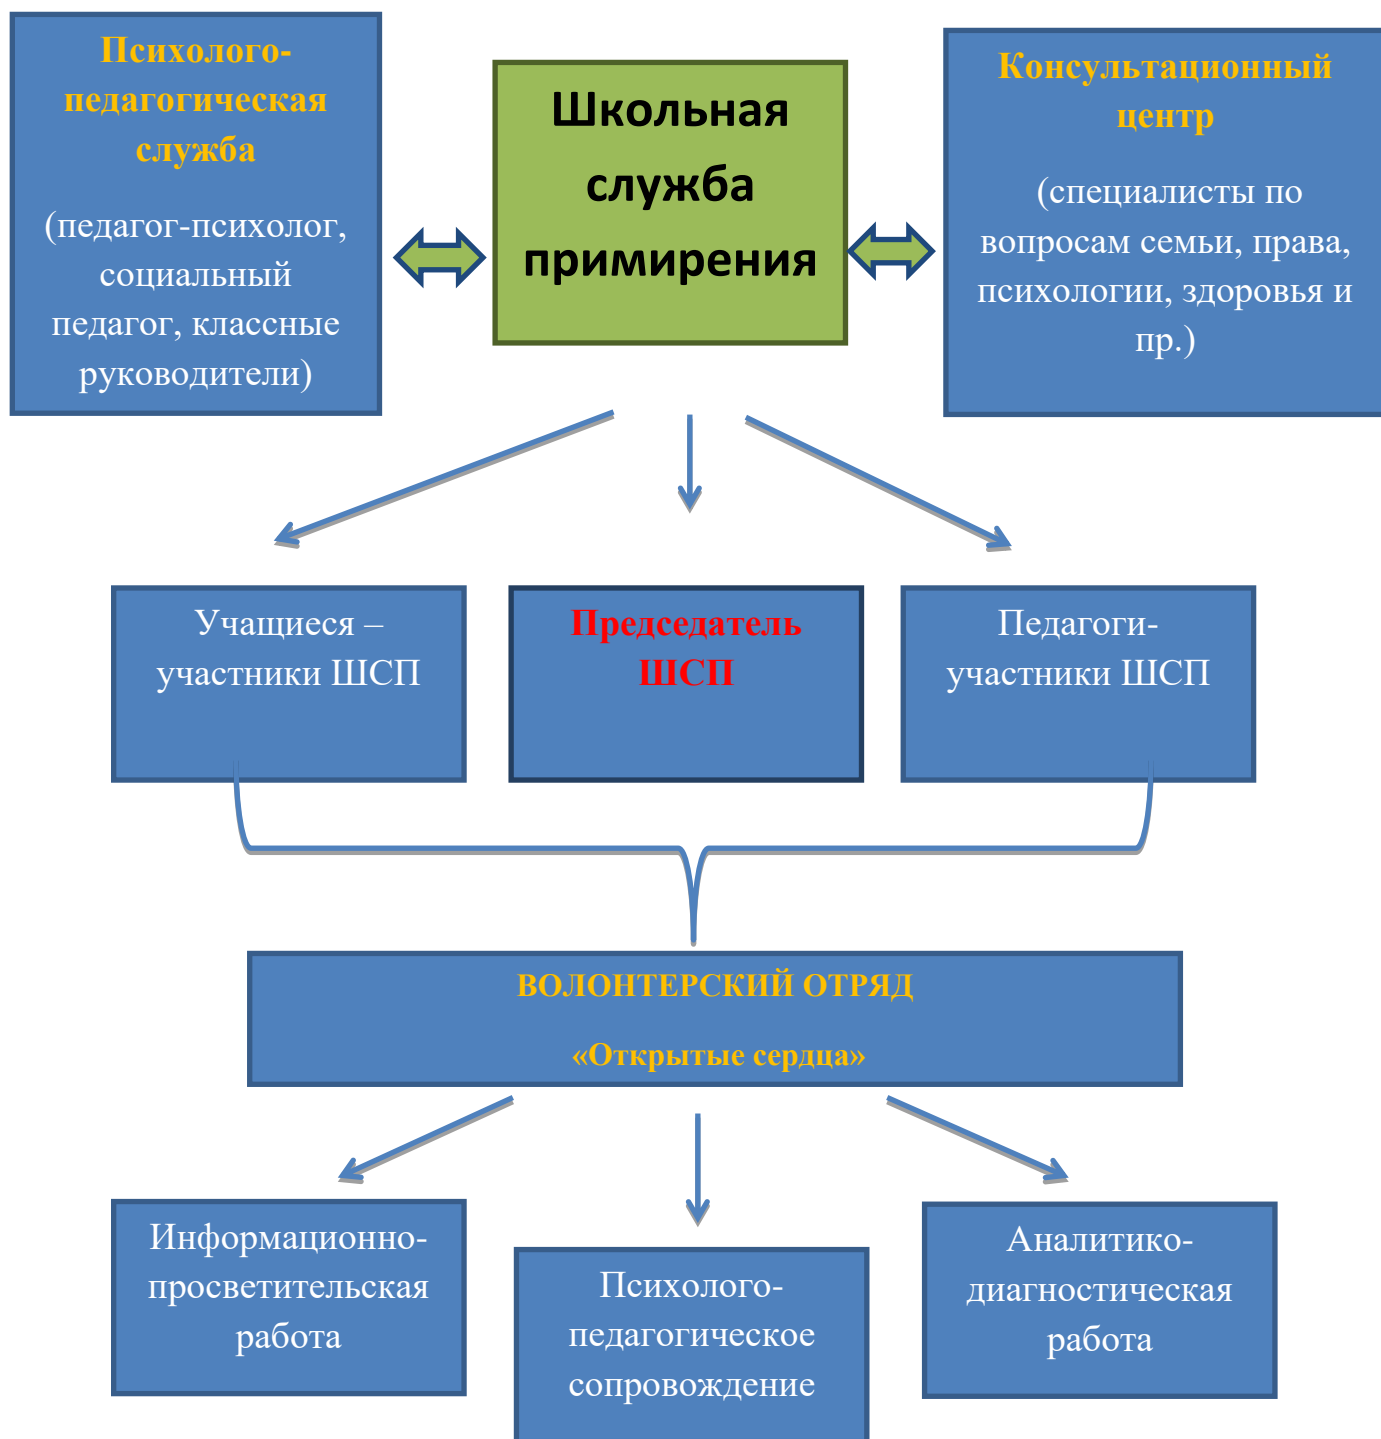 Психолого-
педагогическая
служба
(педагог-психолог,
социальный
педагог, классные
руководители)
Школьная
служба
примирения
Консультационный
центр
(специалисты по
вопросам семьи, права,
психологии, здоровья и
пр.)
Учащиеся –
участники ШСП
Председатель
ШСП
Педагоги-
участники ШСП
ВОЛОНТЕРСКИЙ ОТРЯД
«Открытые сердца»
Информационно-
просветительская
работа
Психолого-
педагогическое
сопровождение
Аналитико-
диагностическая
работа